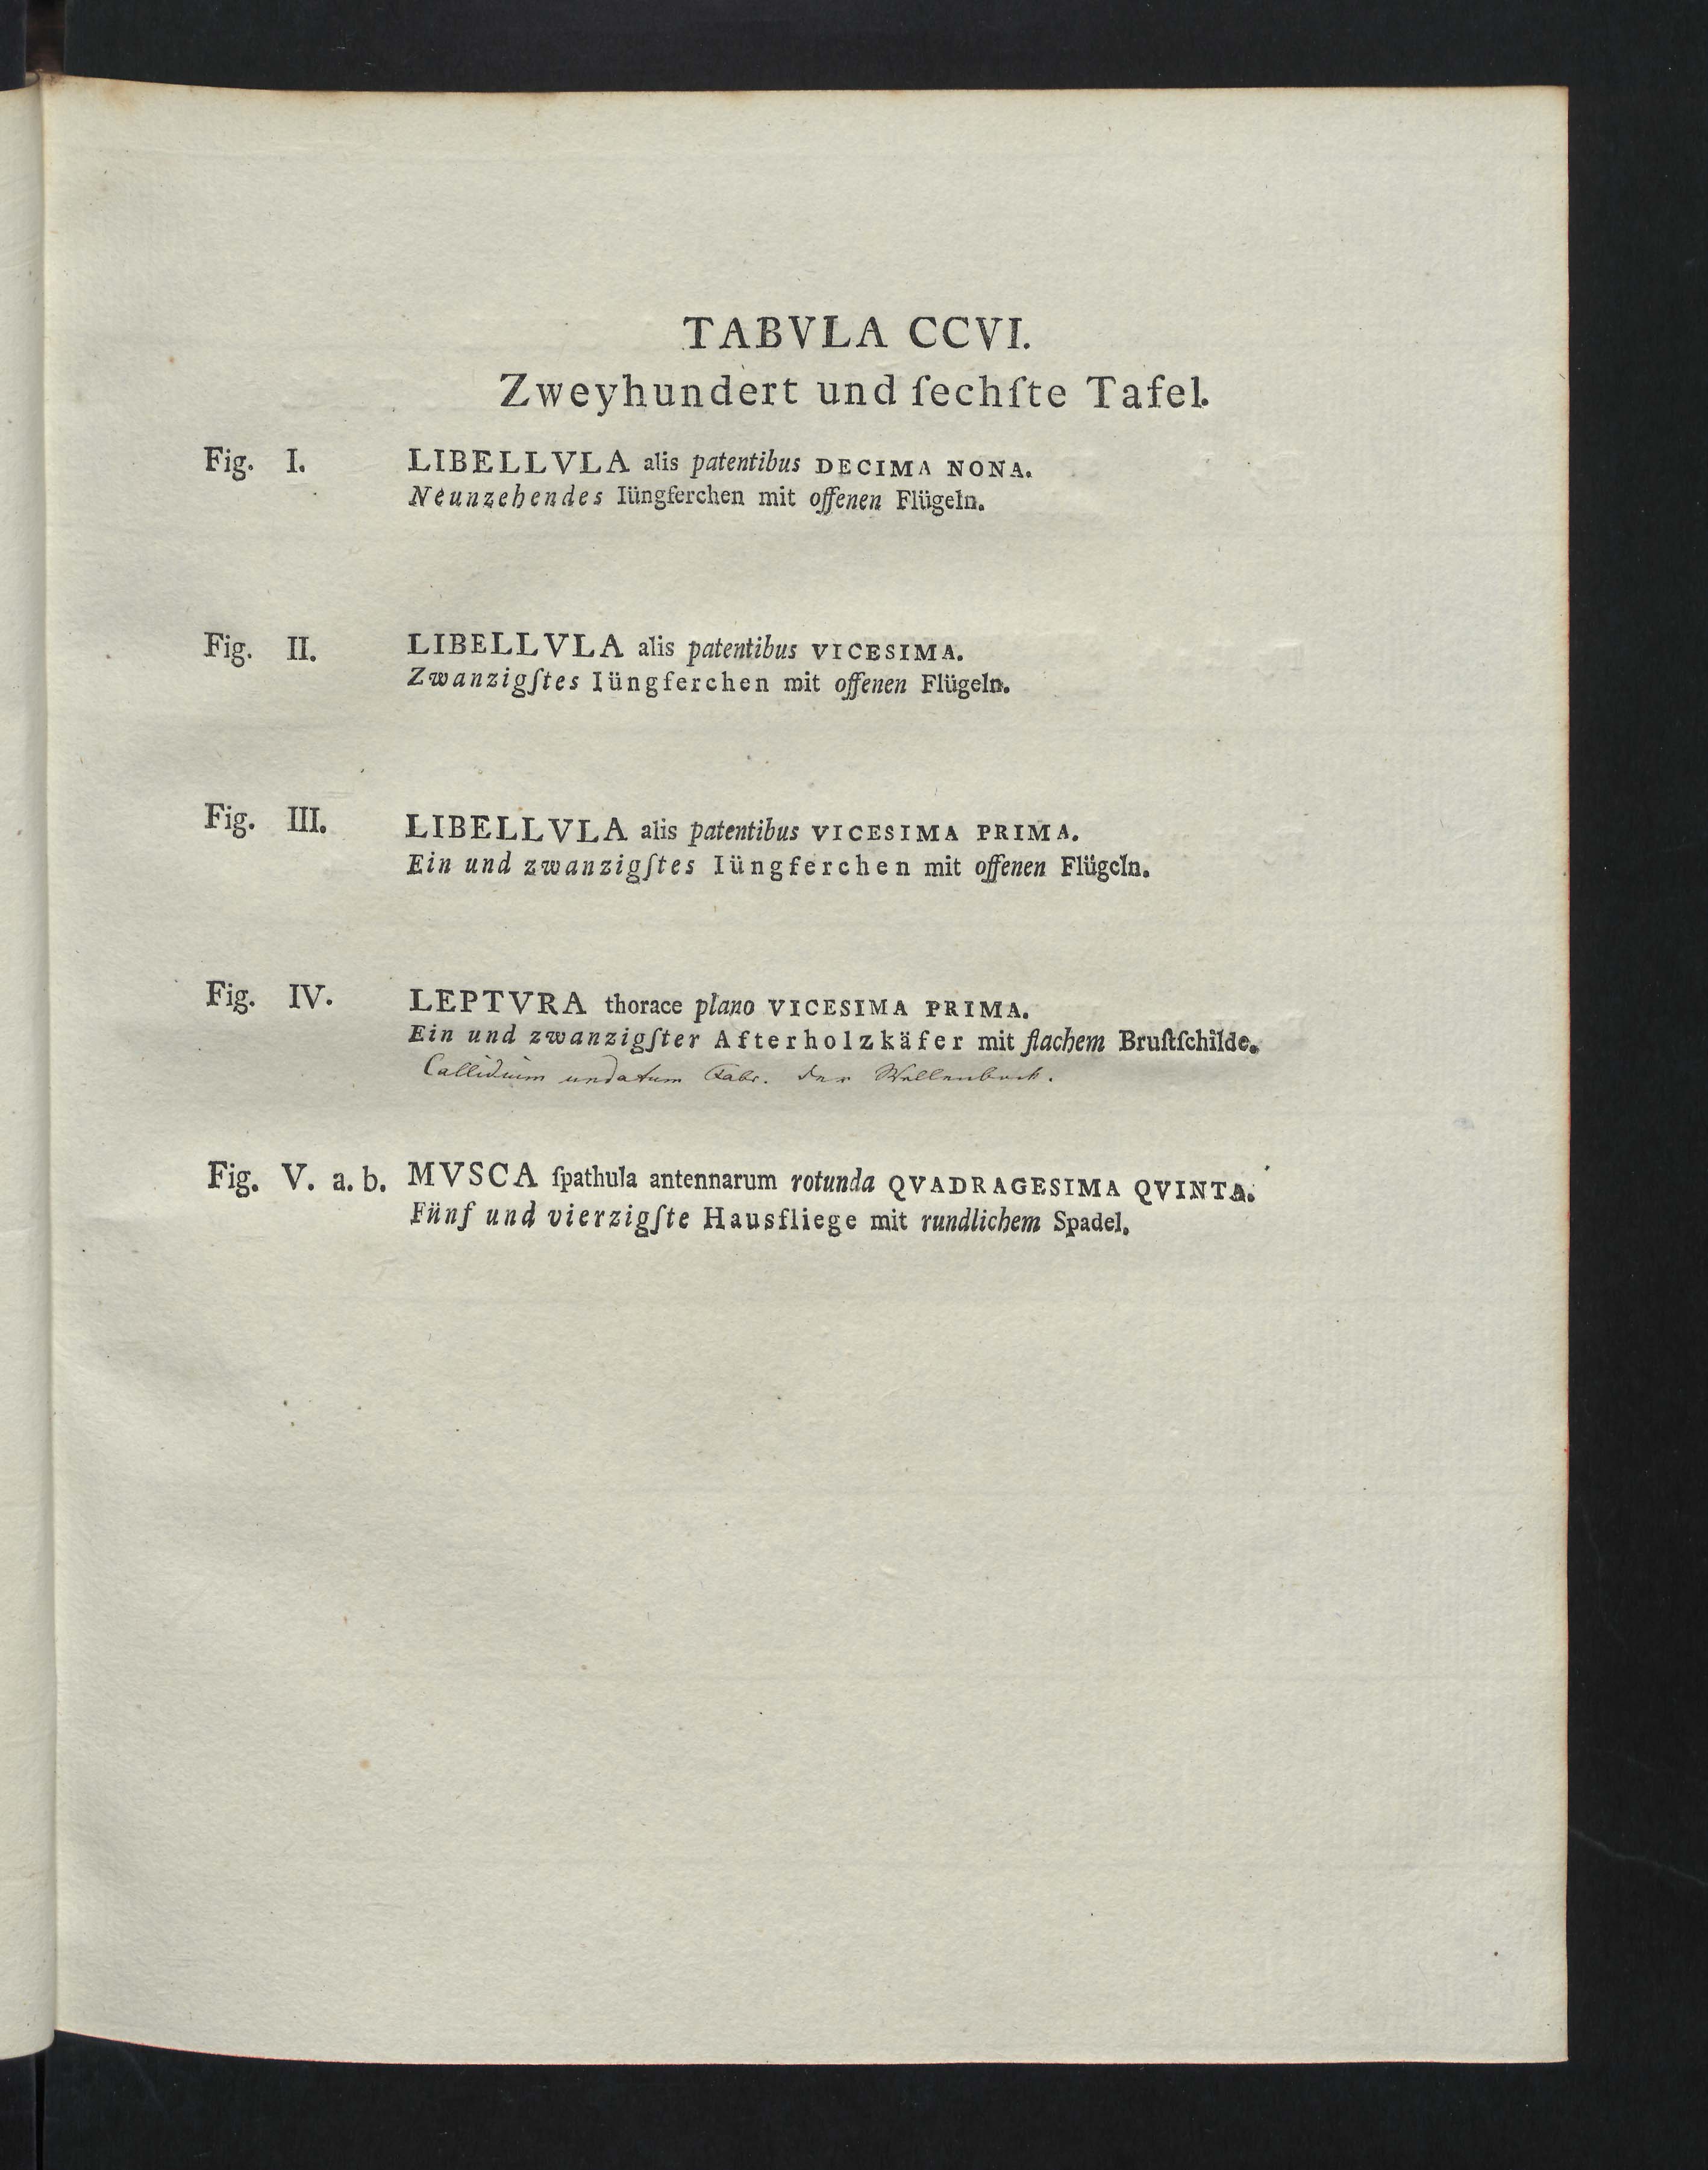 TABVLA CCVI.
Zweyhundert und ſechſte Tafel.
Fig. I. LIBELLVLA alis patentibus DECIMA NONA.
Neunzehendes Iüngferchen mit offenen Flügeln.
Fig. II. LIBELLVLA alis patentibus VICESIMA.
Zwanzigſtes Iüngferchen mit offenen Flügeln.
Fig. III. LIBELLVLA alis patentibus VICESIMA PRIMA.
Ein und zwanzigſtes Iüngferchen mit offenen Flügeln.
Fig. IV. LEPTVRA thorace plano VICESIMA PRIMA.
Ein und zwanzigſter Afterholzkäfer mit flachem Bruſtſchilde.
Callidium undatum Fabr. der Wellenbock.
Fig. V. a. b. MVSCA ſpathula antennarum rotunda QVADRAGESIMA QVINTA.
Fünf und vierzigſte Hausfliege mit rundlichem Spadel.